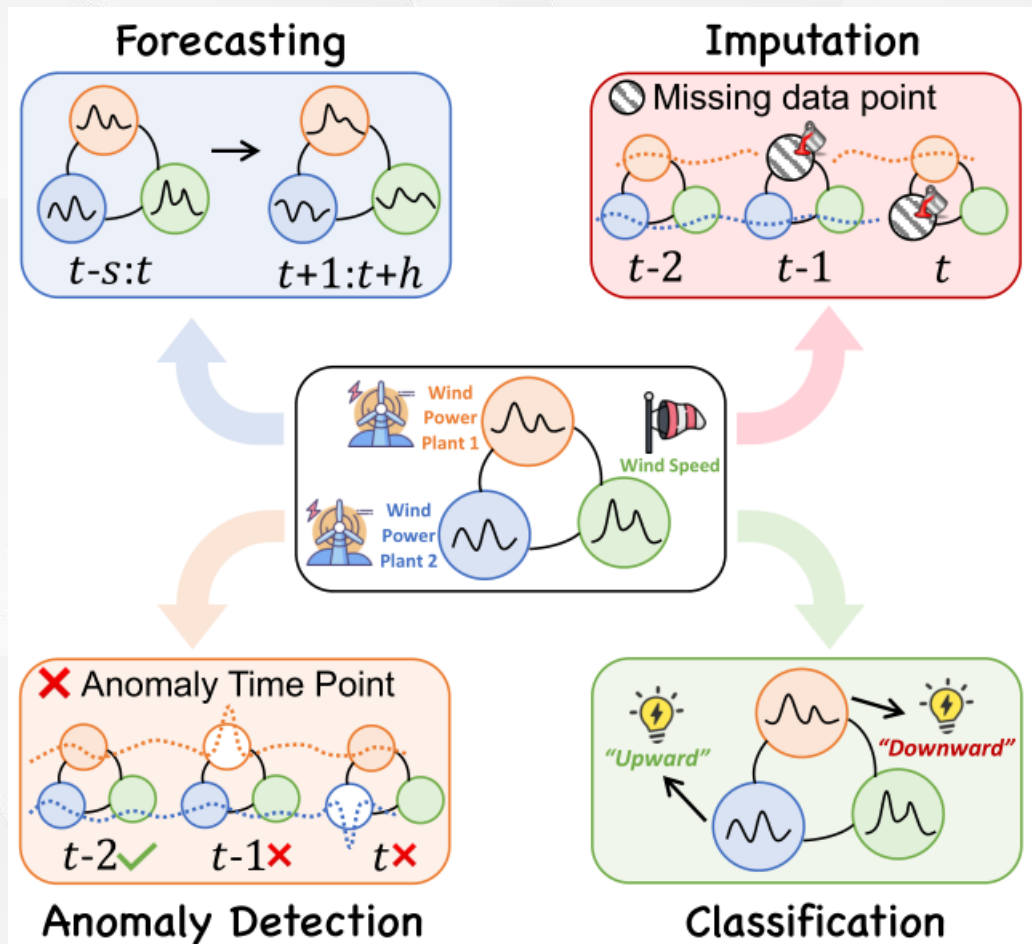 Forecasting
t-s:t
t+1:t+h
Imputation
Missing data point
t-2
t-1
t
Wind
Power
Plant 1
Wind Speed
Wind
Power
Plant 2
Anomaly Time Point
t-2
t-1
t
Anomaly Detection
"Upward"
"Downward"
Classification